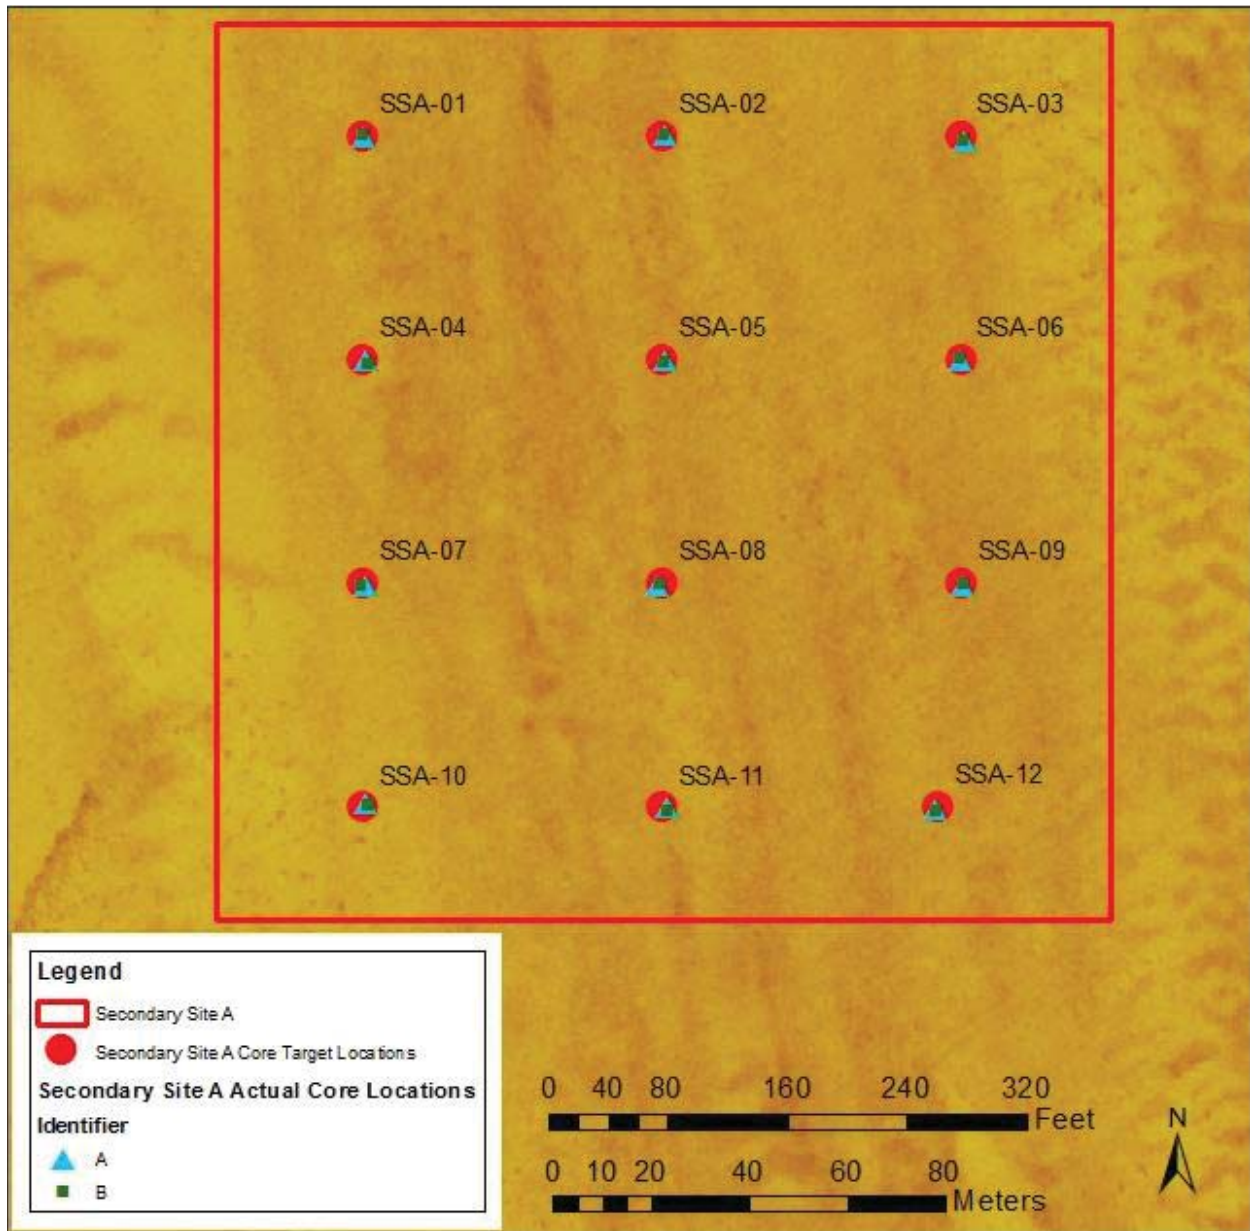 SSA-01 SSA-02 SSA-03
SSA-04 SSA-05 SSA-06
SSA-07 SSA-08 SSA-09
SSA-10 SSA-11 SSA-12
Legend
Secondary Site A
Secondary Site A Core Target Locations
Secondary Site A Actual Core Locations
Identifier
A
B
0 40 80 160 240 320
Feet
0 10 20 40 60 80
Meters
N